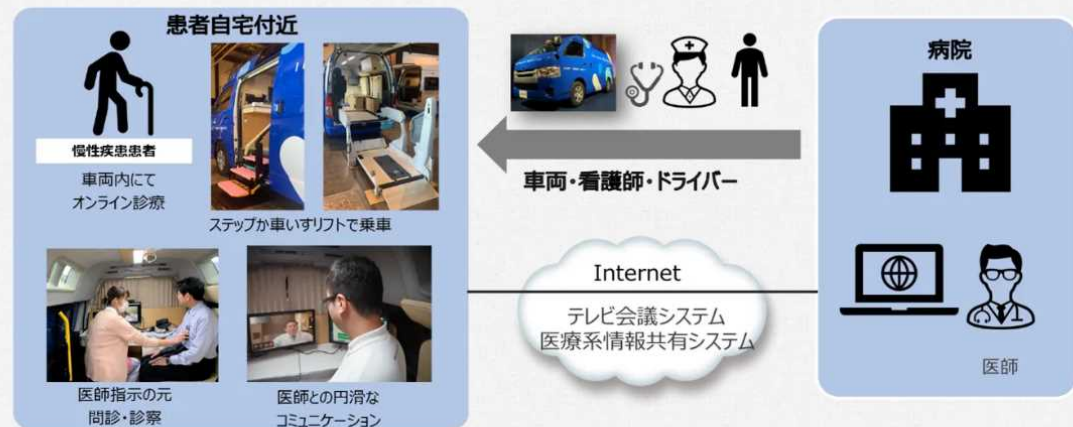 患者自宅付近
慢性疾患患者
車両内にて
オンライン診療
ステップか車いすリフトで乗車
医師指示の元
問診・診察
医師との円滑な
コミュニケーション
車両・看護師・ドライバー
Internet
テレビ会議システム
医療系情報共有システム
病院
医師